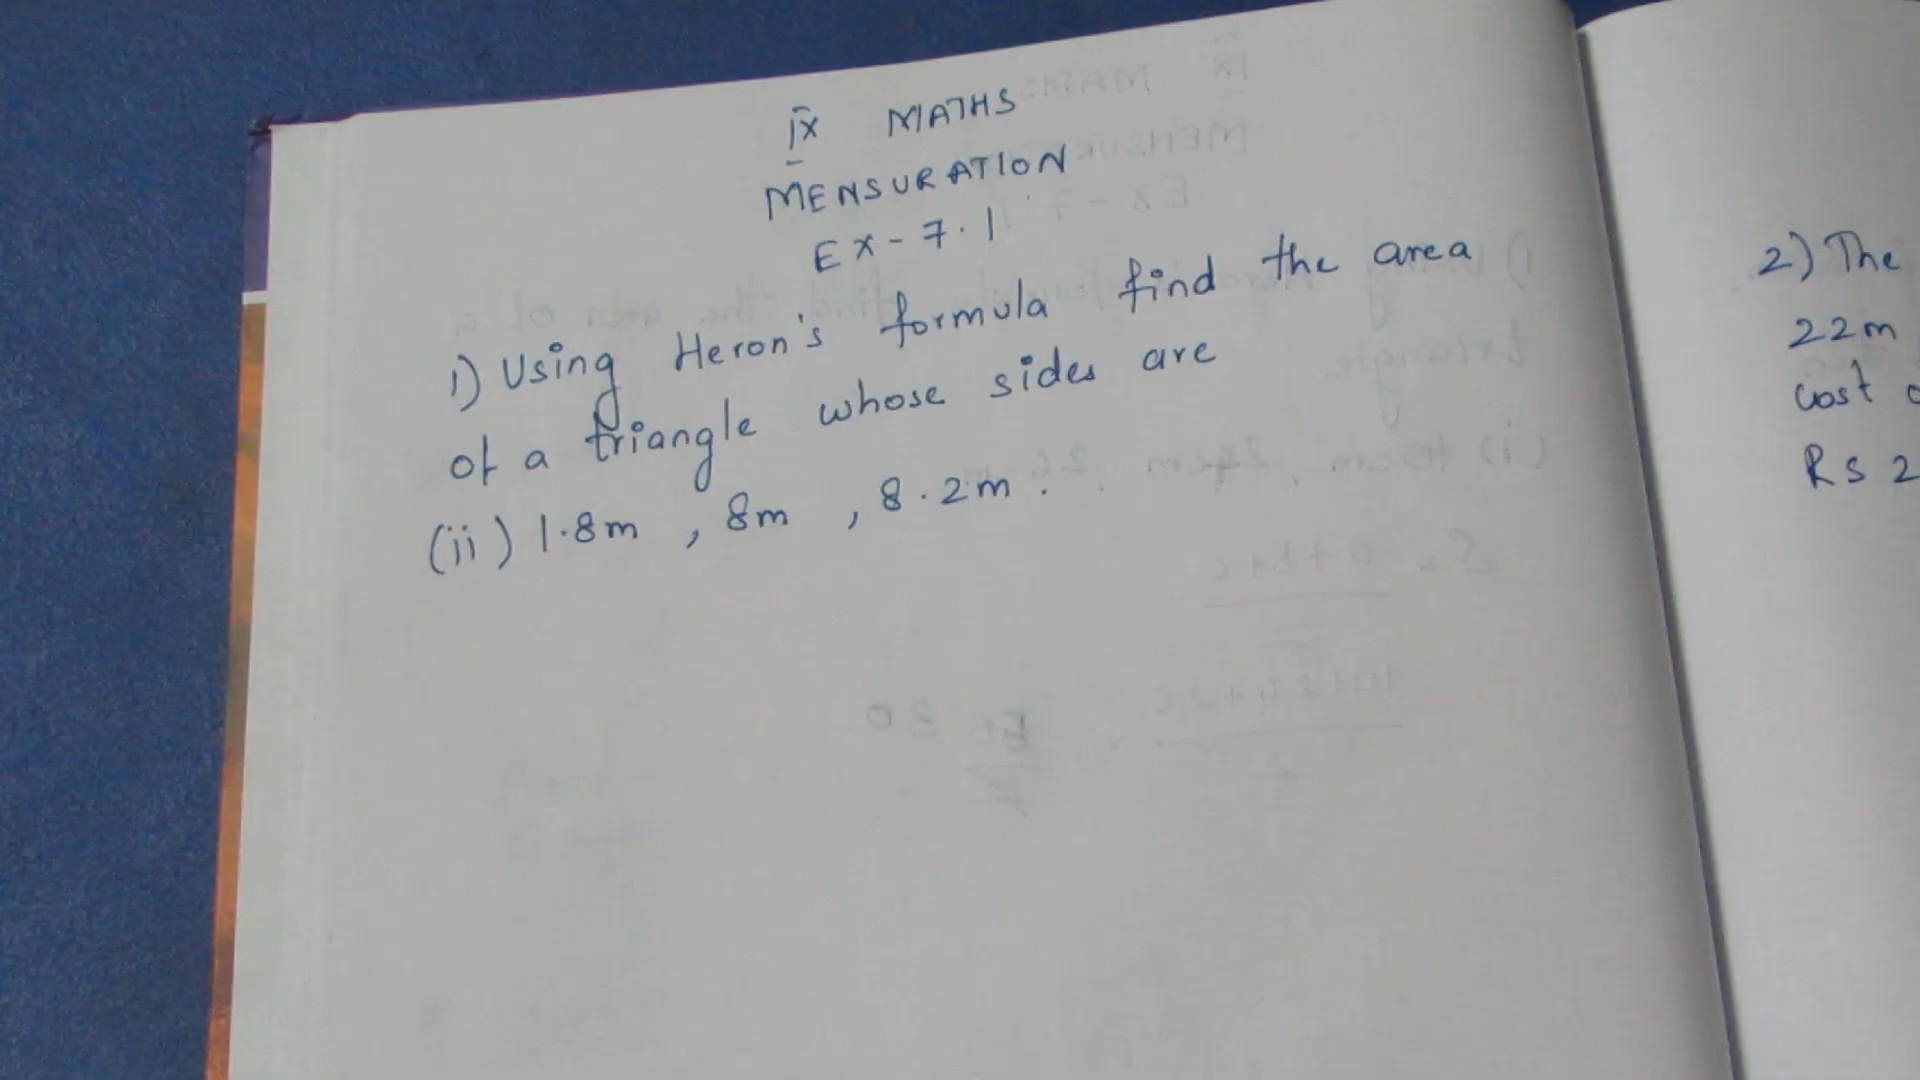 IX MATHS
MENSURATION
EX-7.1
1) Using Heron's formula find the area
of a triangle whose sides are
(ii) 1.8m , 8m , 8.2m .
2) The
22m
cost
Rs 2